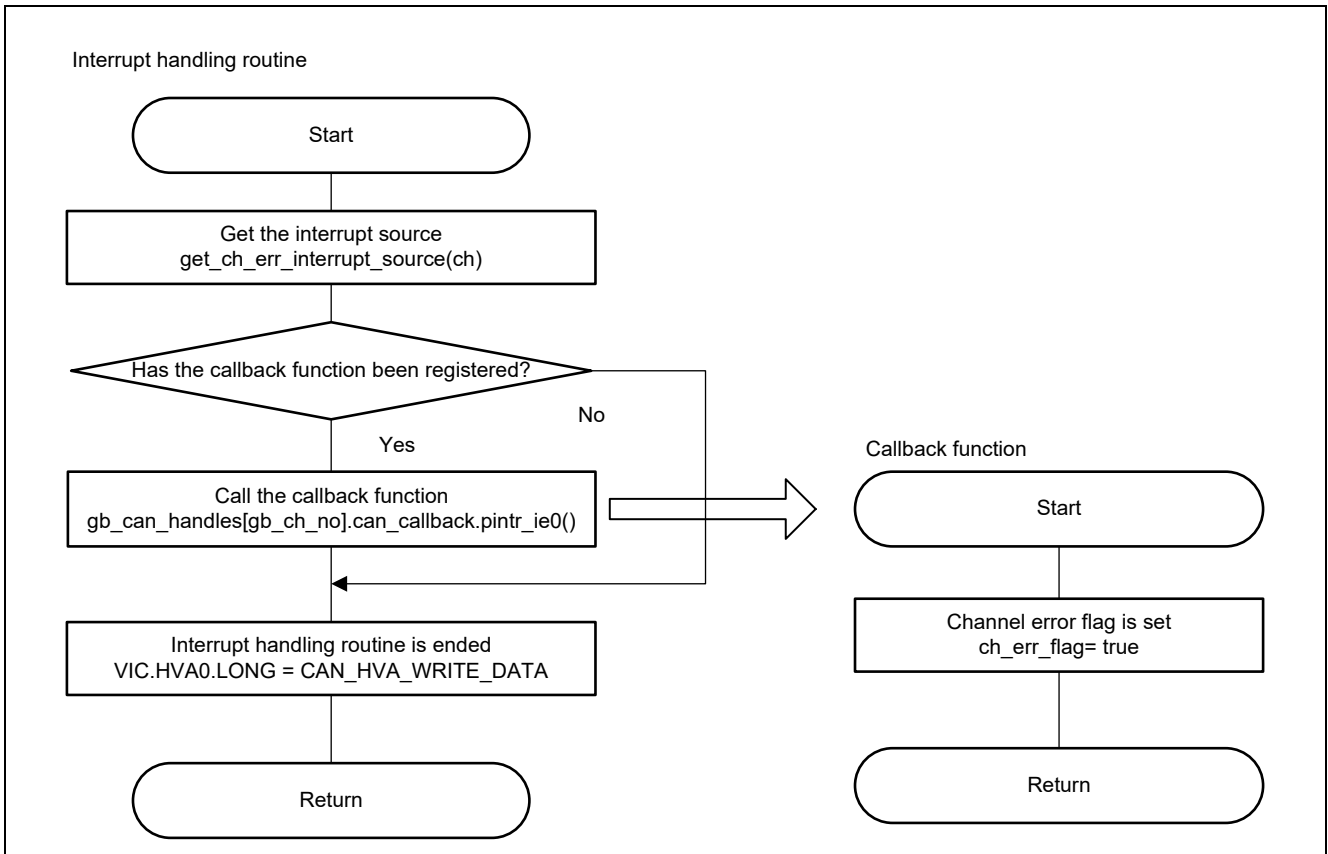 Interrupt handling routine
Start
Get the interrupt source
get_ch_err_interrupt_source(ch)
Has the callback function been registered?
No
Yes
Call the callback function
gb_can_handles[gb_ch_no].can_callback.pintr_ie0()
Interrupt handling routine is ended
VIC.HVA0.LONG = CAN_HVA_WRITE_DATA
Return
Callback function
Start
Channel error flag is set
ch_err_flag= true
Return